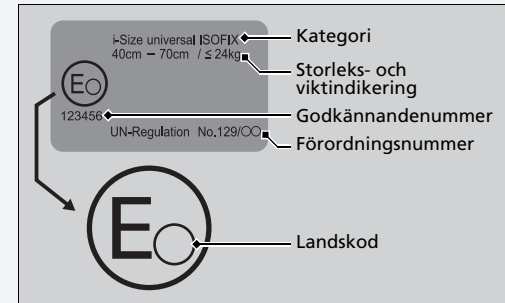 i-Size universal ISOFIX
40cm – 70cm / ≤ 24kg
E○
123456
UN-Regulation No.129/○○
Kategori
Storleks- och
viktindikering
Godkännandenummer
Förordningsnummer
E○
Landskod